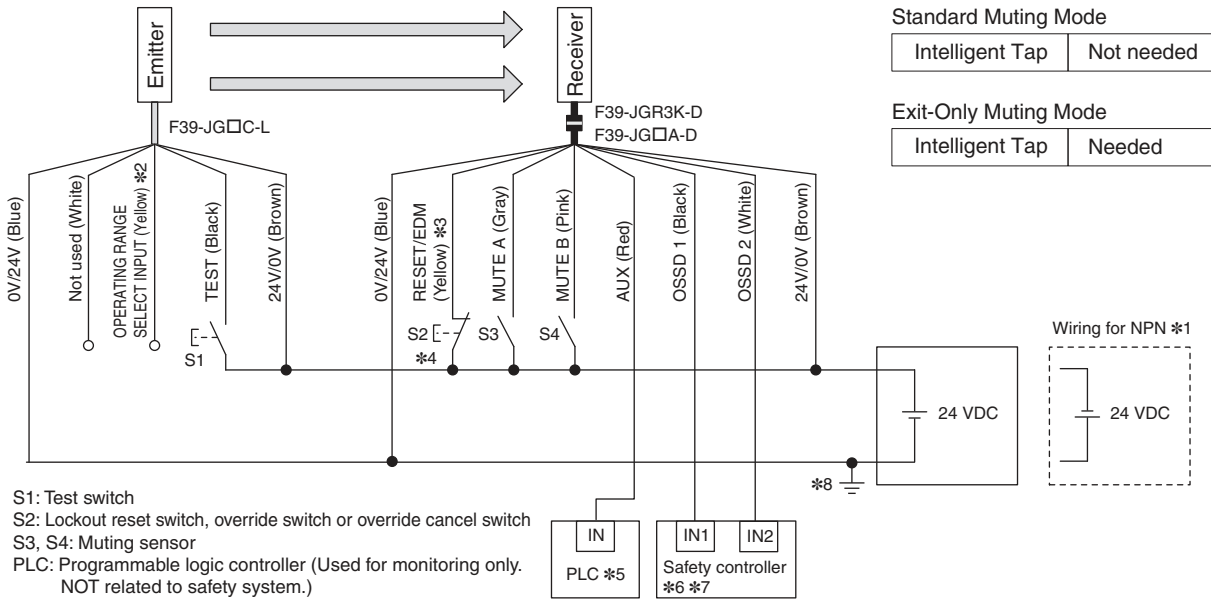 Emitter
Receiver
Standard Muting Mode
Intelligent Tap Not needed
Exit-Only Muting Mode
Intelligent Tap Needed
F39-JG□C-L
F39-JGR3K-D
F39-JG□A-D
0V/24V (Blue)
Not used (White)
OPERATING RANGE
SELECT INPUT (Yellow) ✻2
TEST (Black)
24V/0V (Brown)
0V/24V (Blue)
RESET/EDM
(Yellow) ✻3
MUTE A (Gray)
MUTE B (Pink)
AUX (Red)
OSSD 1 (Black)
OSSD 2 (White)
24V/0V (Brown)
S1
S2
✻4
S3
S4
24 VDC
Wiring for NPN ✻1
24 VDC
✻8
S1: Test switch
S2: Lockout reset switch, override switch or override cancel switch
S3, S4: Muting sensor
PLC: Programmable logic controller (Used for monitoring only.
NOT related to safety system.)
IN
PLC ✻5
IN1 IN2
Safety controller
✻6 ✻7